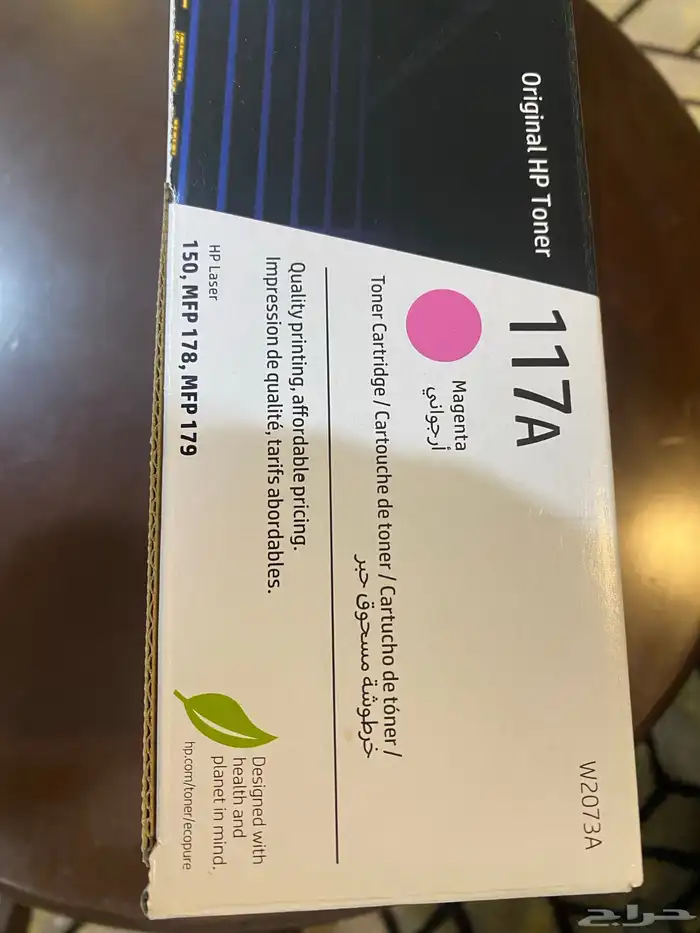 Original HP Toner
117A
W2073A
Magenta
أرجواني
Toner Cartridge / Cartouche de toner / Cartucho de tóner /
خرطوشة مسحوق حبر
Quality printing, affordable pricing.
Impression de qualité, tarifs abordables.
HP Laser
150, MFP 178, MFP 179
Designed with
health and
planet in mind.
hp.com/toner/ecopure
حراج